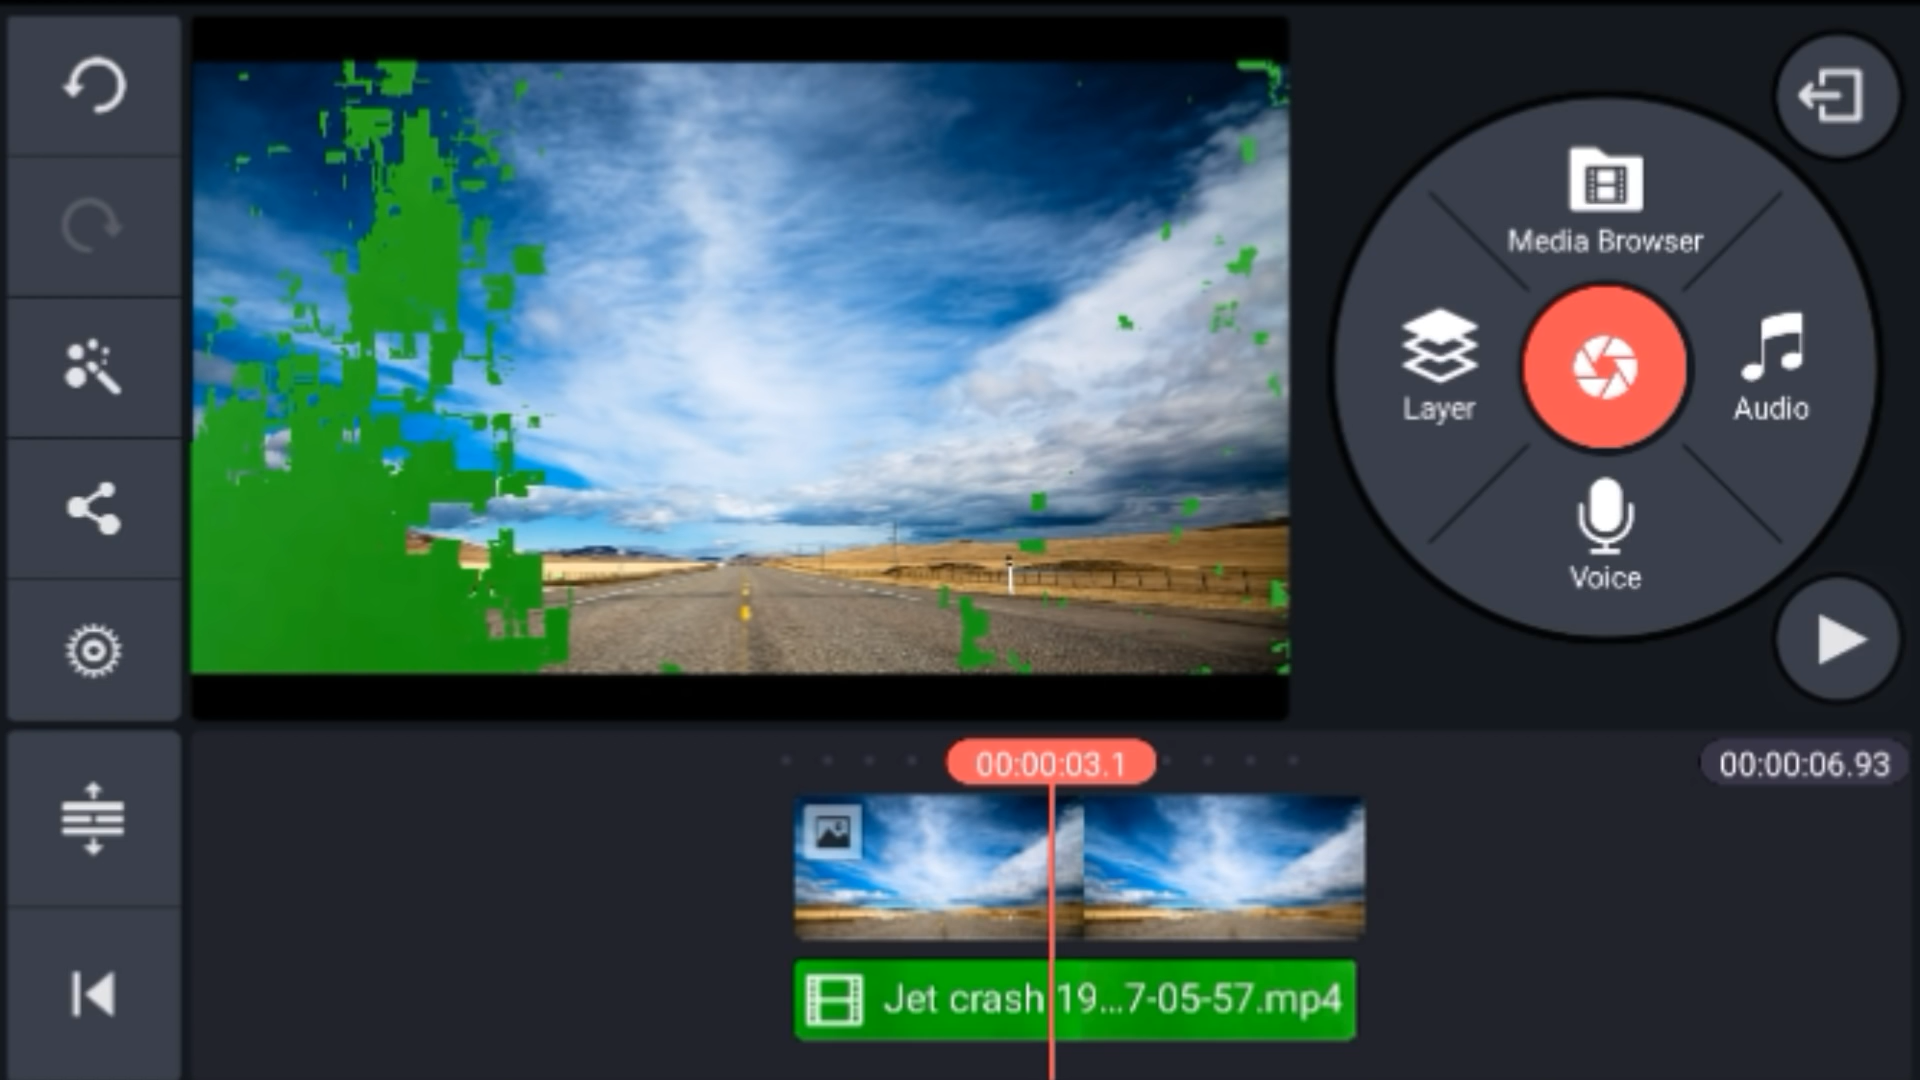 Media Browser
Layer
Audio
Voice
00:00:03.1
00:00:06.93
Jet crash 19...7-05-57.mp4